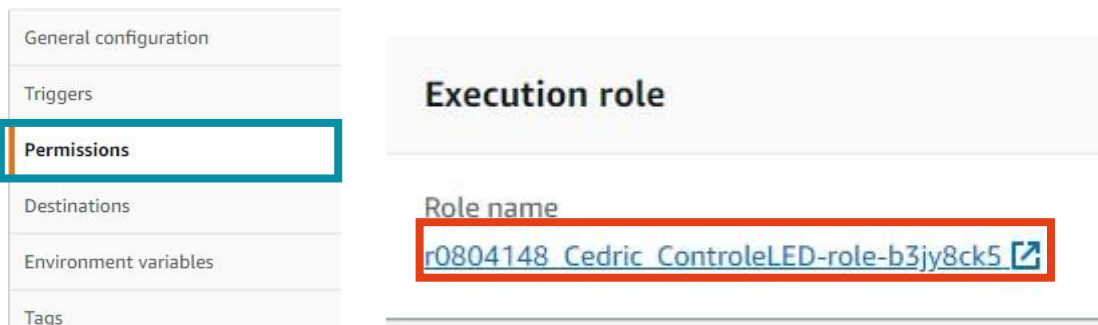 General configuration
Triggers
Permissions
Destinations
Environment variables
Tags
Execution role
Role name
r0804148_Cedric_ControleLED-role-b3jy8ck5